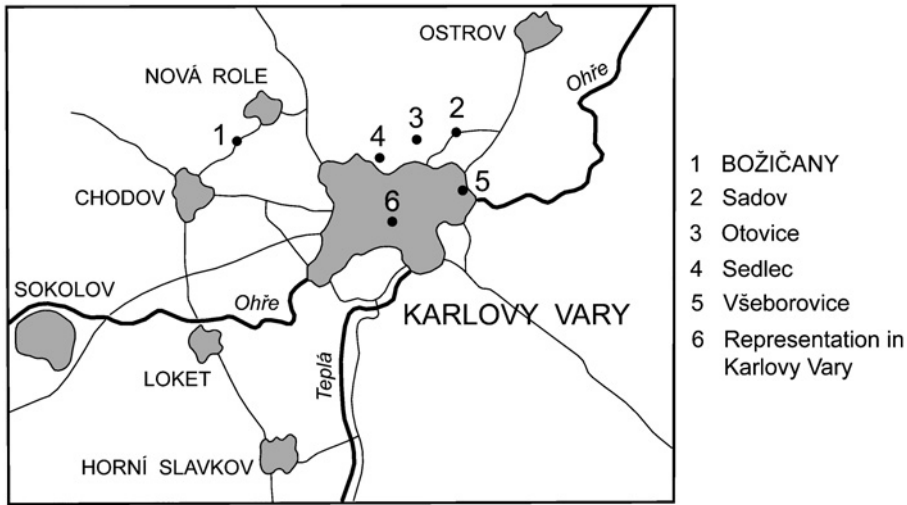 OSTROV
Ohře
NOVÁ ROLE
1
2
3
4
5
6
CHODOV
SOKOLOV
Ohře
KARLOVY VARY
LOKET
Teplá
HORNÍ SLAVKOV
1 BOŽIČANY
2 Sadov
3 Otovice
4 Sedlec
5 Všeborovice
6 Representation in
Karlovy Vary